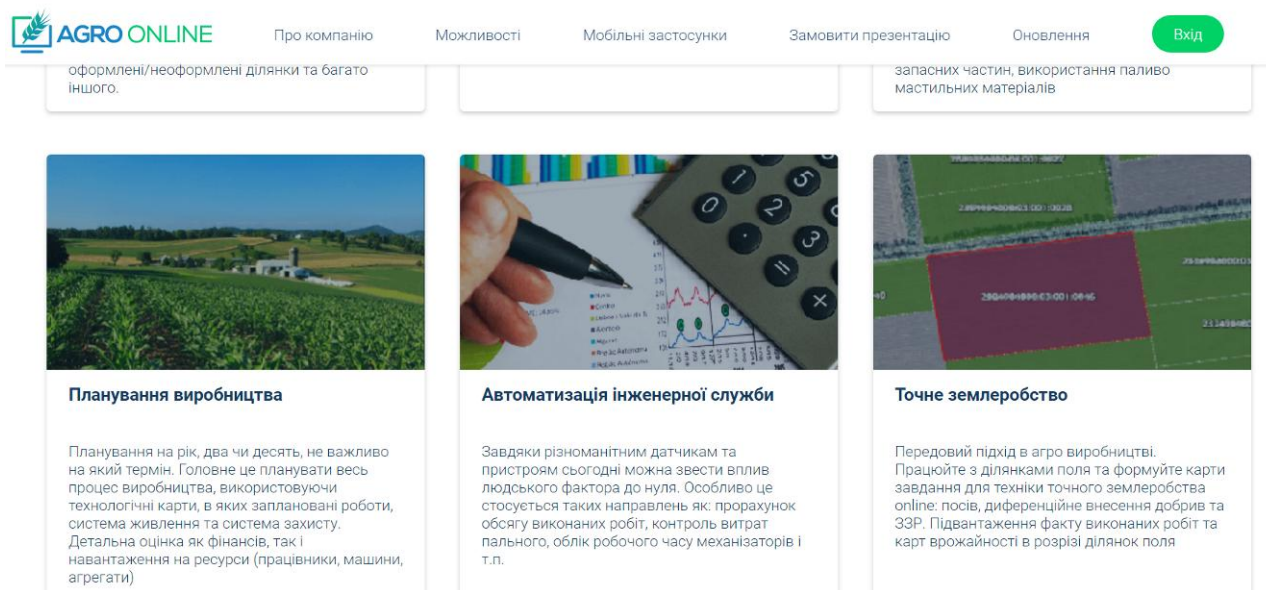 AGRO ONLINE
Про компанію
Можливості
Мобільні застосунки
Замовити презентацію
Оновлення
Вхід
оформлені/неоформлені ділянки та багато
іншого.
запасних частин, використання паливо
мастильних матеріалів
Планування виробництва
Планування на рік, два чи десять, не важливо
на який термін. Головне це планувати весь
процес виробництва, використовуючи
технологічні карти, в яких заплановані роботи,
система живлення та система захисту.
Детальна оцінка як фінансів, так і
навантаження на ресурси (працівники, машини,
агрегати)
Автоматизація інженерної служби
Завдяки різноманітним датчикам та
пристроям сьогодні можна звести вплив
людського фактора до нуля. Особливо це
стосується таких направлень як: прорахунок
обсягу виконаних робіт, контроль витрат
пального, облік робочого часу механізаторів і
т.п.
Точне землеробство
Передовий підхід в агро виробництві.
Працюйте з ділянками поля та формуйте карти
завдання для техніки точного землеробства
online: посів, диференційне внесення добрив та
ЗЗР. Підвантаження факту виконаних робіт та
карт врожайності в розрізі ділянок поля